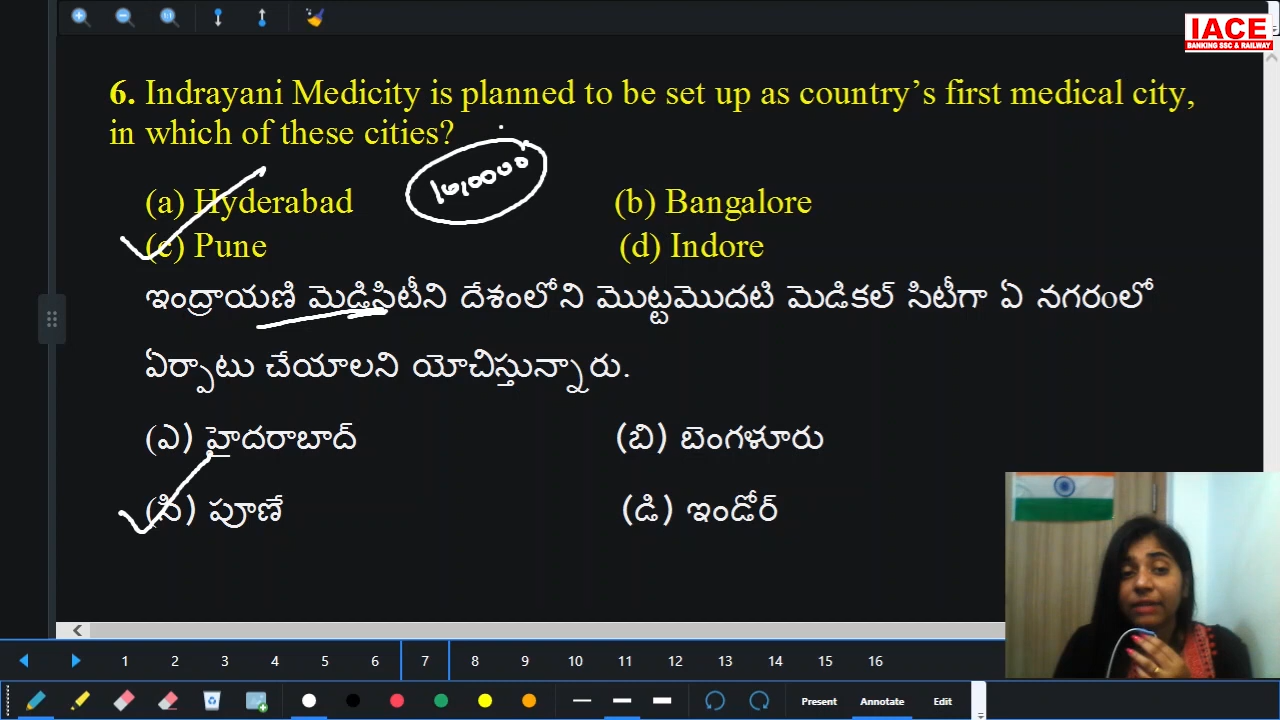 IACE
BANKING SSC & RAILWAY
6. Indrayani Medicity is planned to be set up as country’s first medical city,
in which of these cities?
(a) Hyderabad (b) Bangalore
(c) Pune (d) Indore
ఇంద్రాయణి మెడిసిటీని దేశంలోని మొట్టమొదటి మెడికల్ సిటీగా ఏ నగరంలో
ఏర్పాటు చేయాలని యోచిస్తున్నారు.
(ఎ) హైదరాబాద్ (బి) బెంగళూరు
(సి) పూణే (డి) ఇండోర్
1 2 3 4 5 6 7 8 9 10 11 12 13 14 15 16
Present Annotate Edit